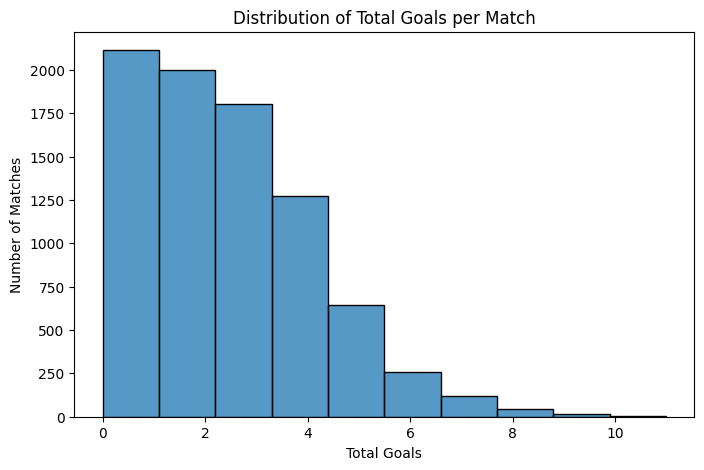 Distribution of Total Goals per Match
Number of Matches
2000
1750
1500
1250
1000
750
500
250
0
0 2 4 6 8 10
Total Goals